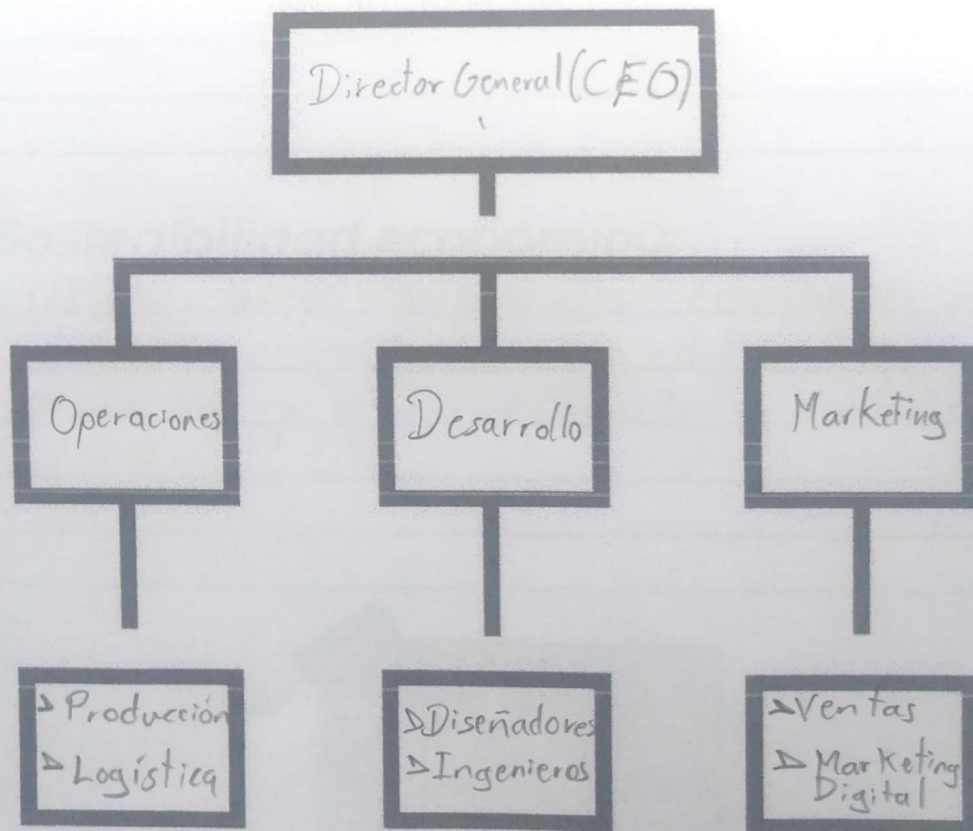 Director General (CEO)
Operaciones
Desarrollo
Marketing
Producción
Logística
Diseñadores
Ingenieros
Ventas
Marketing
Digital